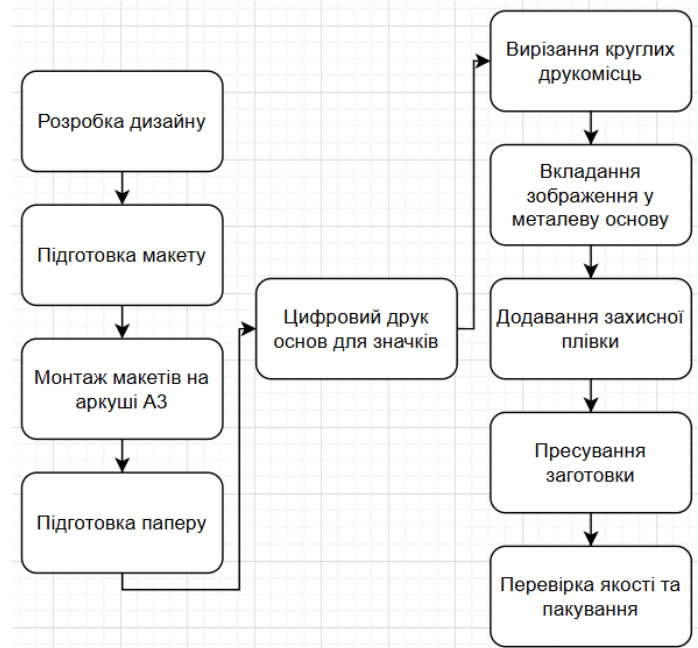 Розробка дизайну
Підготовка макету
Монтаж макетів на
аркуші А3
Підготовка паперу
Цифровий друк
основ для значків
Вирізання круглих
друкомісць
Вкладання
зображення у
металеву основу
Додавання захисної
плівки
Пресування
заготовки
Перевірка якості та
пакування